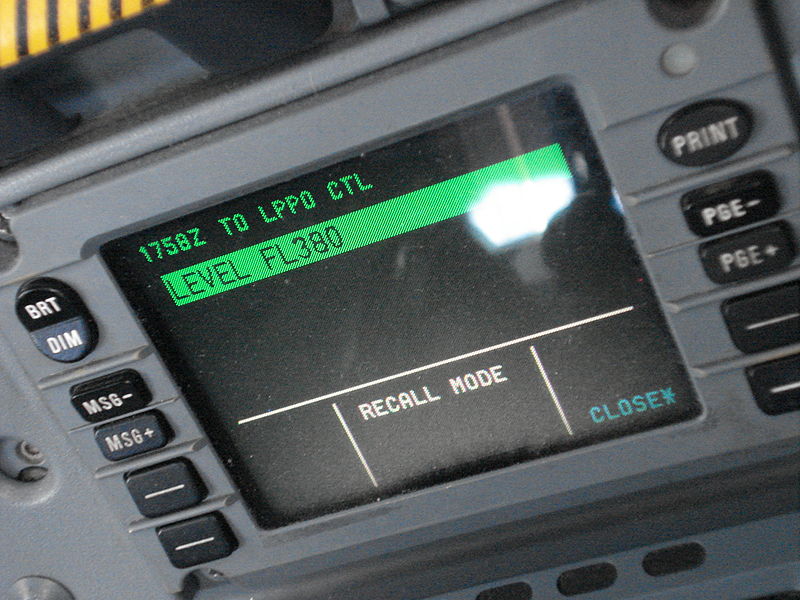 1758Z TO LPPO CTL
LEVEL FL380
RECALL MODE
CLOSE*
BRT
DIM
MSG-
MSG+
PRINT
PGE-
PGE+